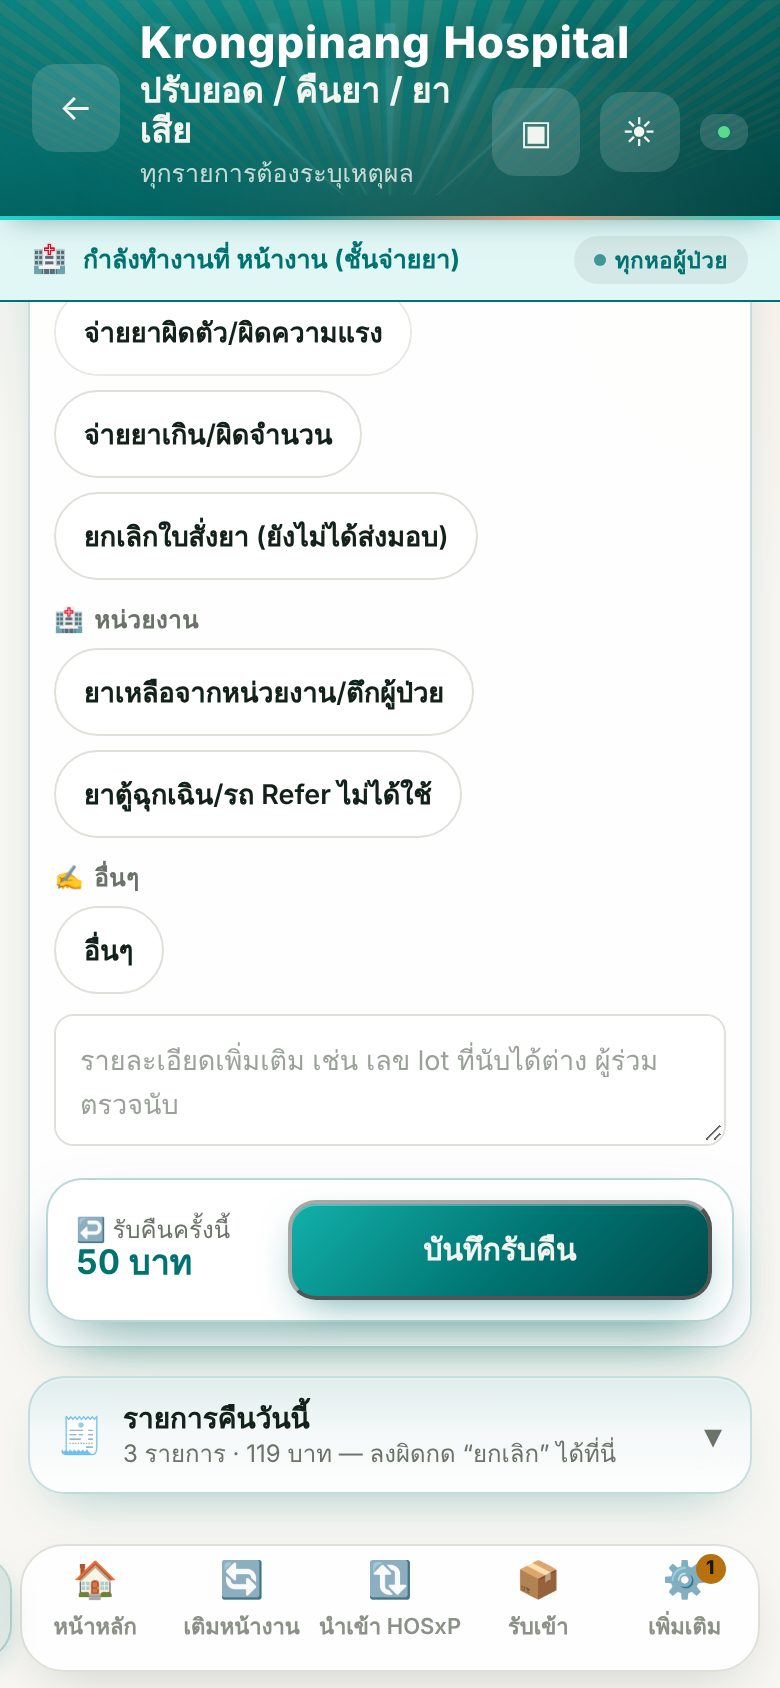 Krongpinang Hospital
ปรับยอด / คืนยา / ยา
เสีย
ทุกรายการต้องระบุเหตุผล
กำลังทำงานที่ หน้างาน (ชั้นจ่ายยา)
ทุกหอผู้ป่วย
จ่ายยาผิดตัว/ผิดความแรง
จ่ายยาเกิน/ผิดจำนวน
ยกเลิกใบสั่งยา (ยังไม่ได้ส่งมอบ)
หน่วยงาน
ยาเหลือจากหน่วยงาน/ตึกผู้ป่วย
ยาตู้ฉุกเฉิน/รถ Refer ไม่ได้ใช้
อื่นๆ
อื่นๆ
รายละเอียดเพิ่มเติม เช่น เลข lot ที่นับได้ต่าง ผู้ร่วม
ตรวจนับ
รับคืนครั้งนี้
50 บาท
บันทึกรับคืน
รายการคืนวันนี้
3 รายการ · 119 บาท — ลงผิดกด “ยกเลิก” ได้ที่นี่
1
หน้าหลัก
เติมหน้างาน
นำเข้า HOSxP
รับเข้า
เพิ่มเติม